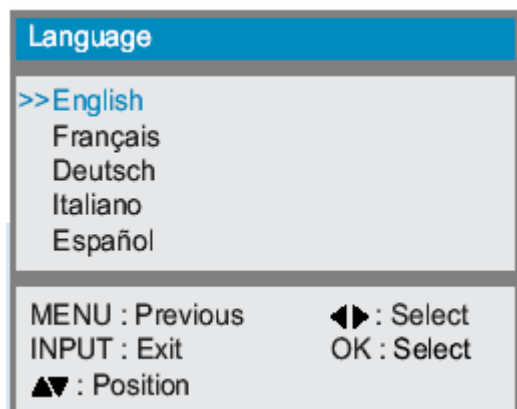 Language
>>English
Français
Deutsch
Italiano
Español
MENU : Previous ◀▶ : Select
INPUT : Exit OK : Select
▲▼ : Position